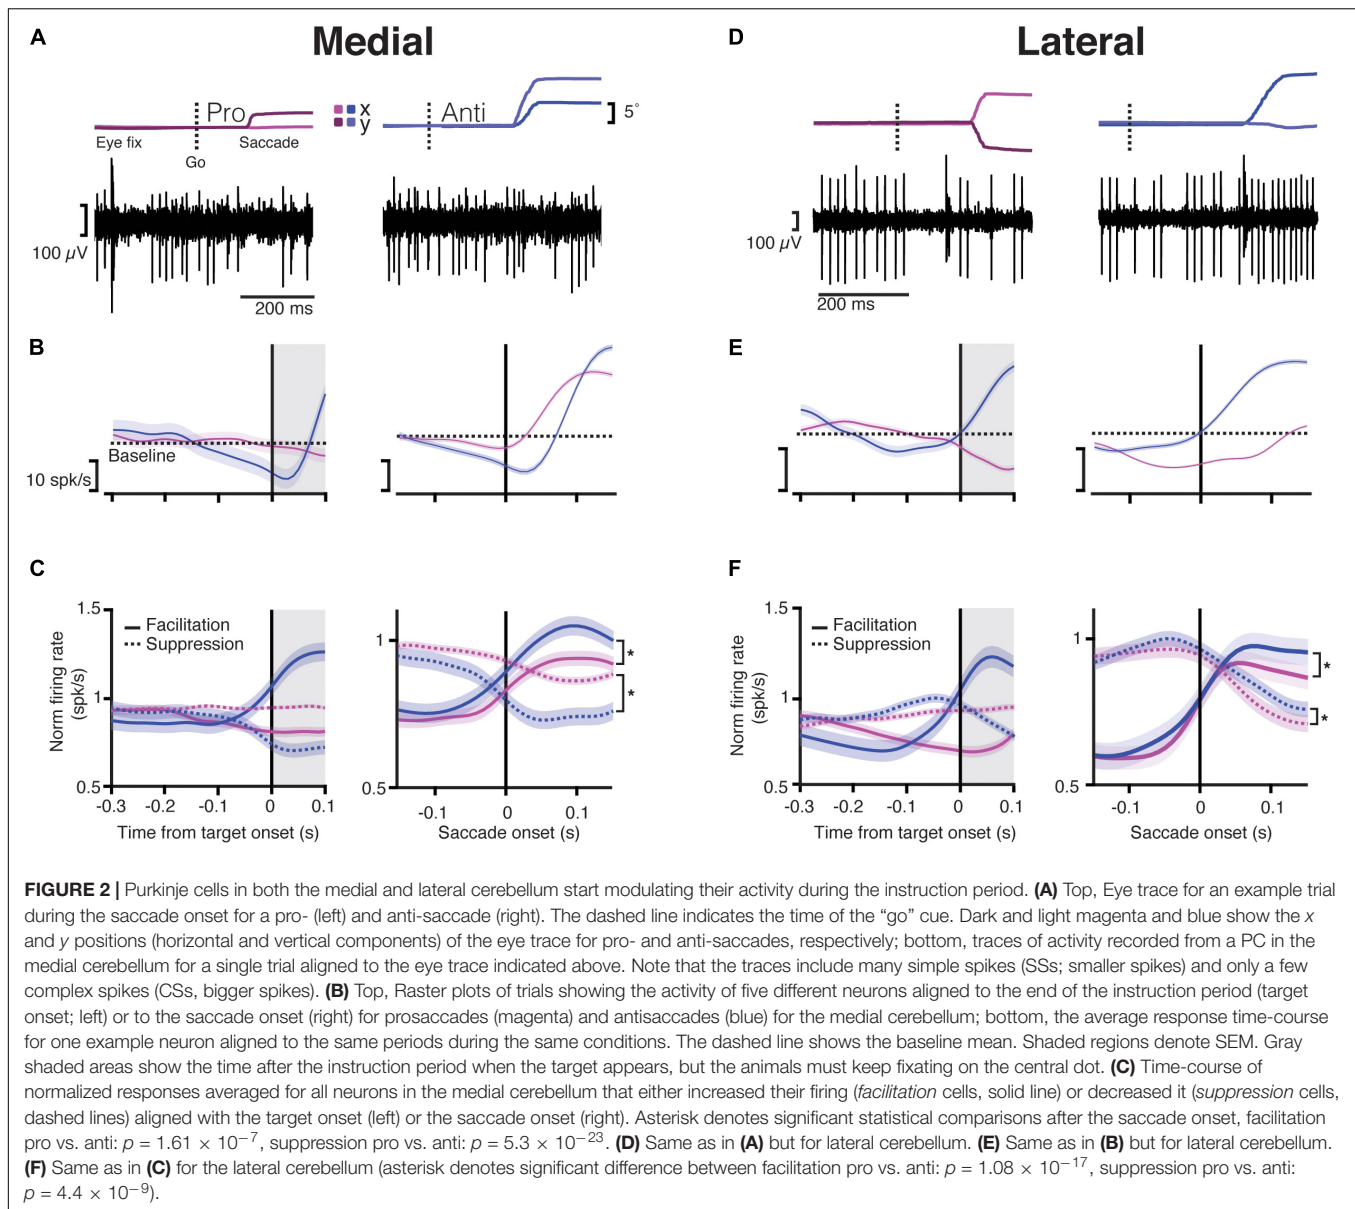 A
Medial
Pro
Anti
x
y
5°
Eye fix
Saccade
Go
100 µV
200 ms
B
Baseline
10 spk/s
C
1.5
1
0.5
Norm firing rate
(spk/s)
Facilitation
Suppression
-0.3
-0.2
-0.1
0
0.1
Time from target onset (s)
1
0.5
*
*
-0.1
0
0.1
Saccade onset (s)
D
Lateral
100 µV
200 ms
E
F
1.5
1
0.5
Norm firing rate
(spk/s)
Facilitation
Suppression
-0.3
-0.2
-0.1
0
0.1
Time from target onset (s)
1
0.5
*
*
-0.1
0
0.1
Saccade onset (s)
FIGURE 2 | Purkinje cells in both the medial and lateral cerebellum start modulating their activity during the instruction period. (A) Top, Eye trace for an example trial
during the saccade onset for a pro- (left) and anti-saccade (right). The dashed line indicates the time of the “go” cue. Dark and light magenta and blue show the x
and y positions (horizontal and vertical components) of the eye trace for pro- and anti-saccades, respectively; bottom, traces of activity recorded from a PC in the
medial cerebellum for a single trial aligned to the eye trace indicated above. Note that the traces include many simple spikes (SSs; smaller spikes) and only a few
complex spikes (CSs, bigger spikes). (B) Top, Raster plots of trials showing the activity of five different neurons aligned to the end of the instruction period (target
onset; left) or to the saccade onset (right) for prosaccades (magenta) and antisaccades (blue) for the medial cerebellum; bottom, the average response time-course
for one example neuron aligned to the same periods during the same conditions. The dashed line shows the baseline mean. Shaded regions denote SEM. Gray
shaded areas show the time after the instruction period when the target appears, but the animals must keep fixating on the central dot. (C) Time-course of
normalized responses averaged for all neurons in the medial cerebellum that either increased their firing (facilitation cells, solid line) or decreased it (suppression cells,
dashed lines) aligned with the target onset (left) or the saccade onset (right). Asterisk denotes significant statistical comparisons after the saccade onset, facilitation
pro vs. anti: p = 1.61 × 10⁻⁷, suppression pro vs. anti: p = 5.3 × 10⁻²³. (D) Same as in (A) but for lateral cerebellum. (E) Same as in (B) but for lateral cerebellum.
(F) Same as in (C) for the lateral cerebellum (asterisk denotes significant difference between facilitation pro vs. anti: p = 1.08 × 10⁻¹⁷, suppression pro vs. anti:
p = 4.4 × 10⁻⁹).